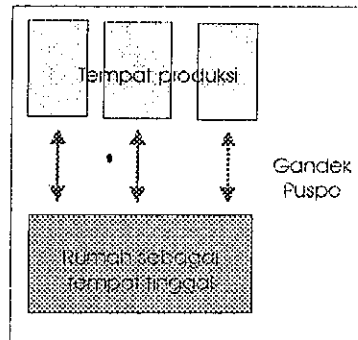 Tempat produksi
Gandek
Puspo
Rumah sebagai
tempat tinggal